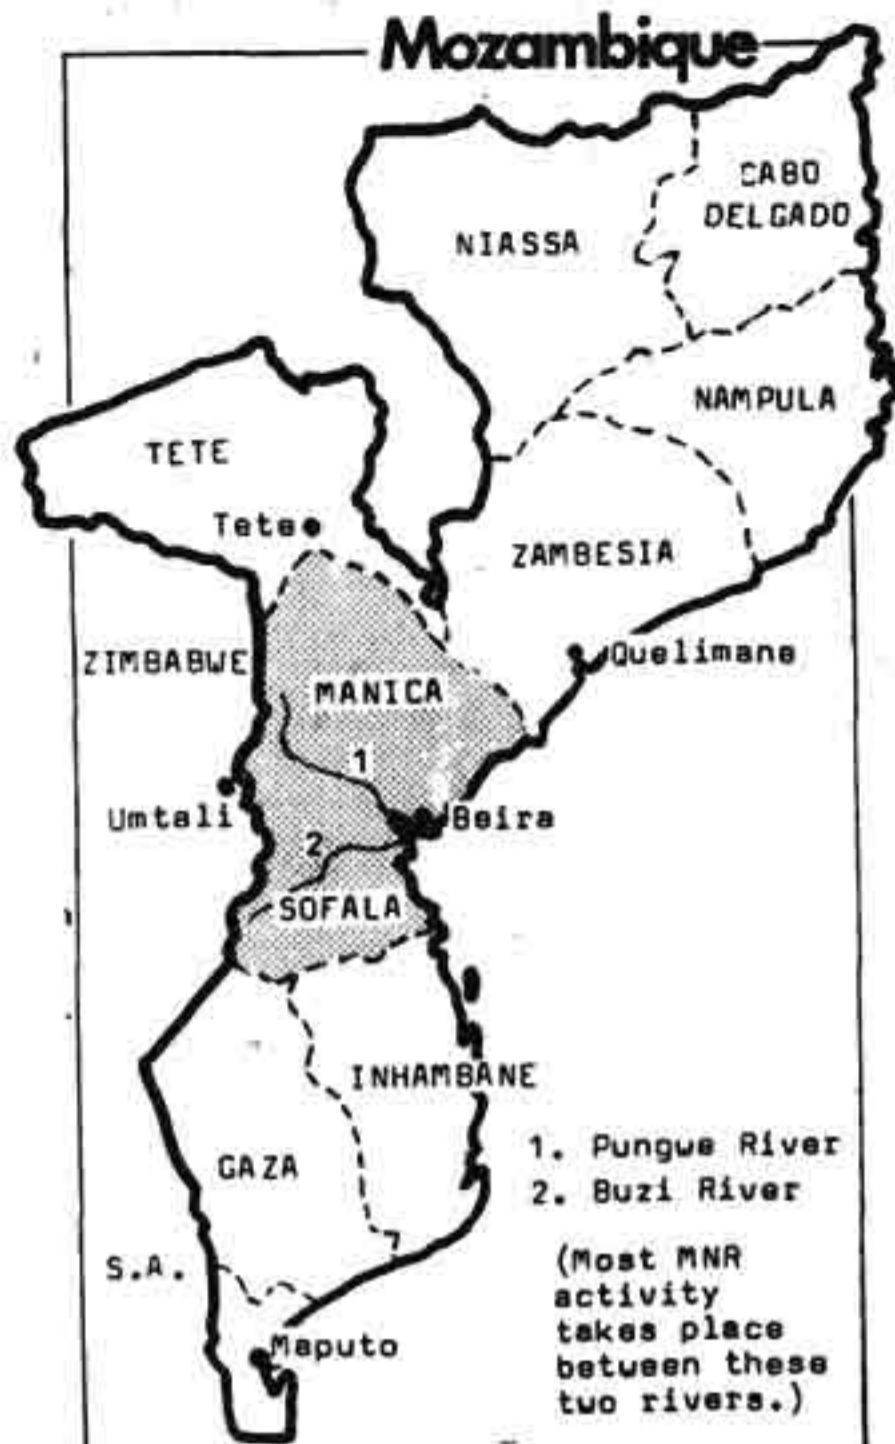 Mozambique
CABO
DELGADO
NIASSA
NAMPULA
TETE
Tete
ZAMBESIA
ZIMBABWE
Quelimane
MANICA
1
Umtali
Beira
2
SOFALA
INHAMBANE
1. Pungwe River
GAZA
2. Buzi River
S.A.
(Most MNR
activity
takes place
between these
two rivers.)
Maputo